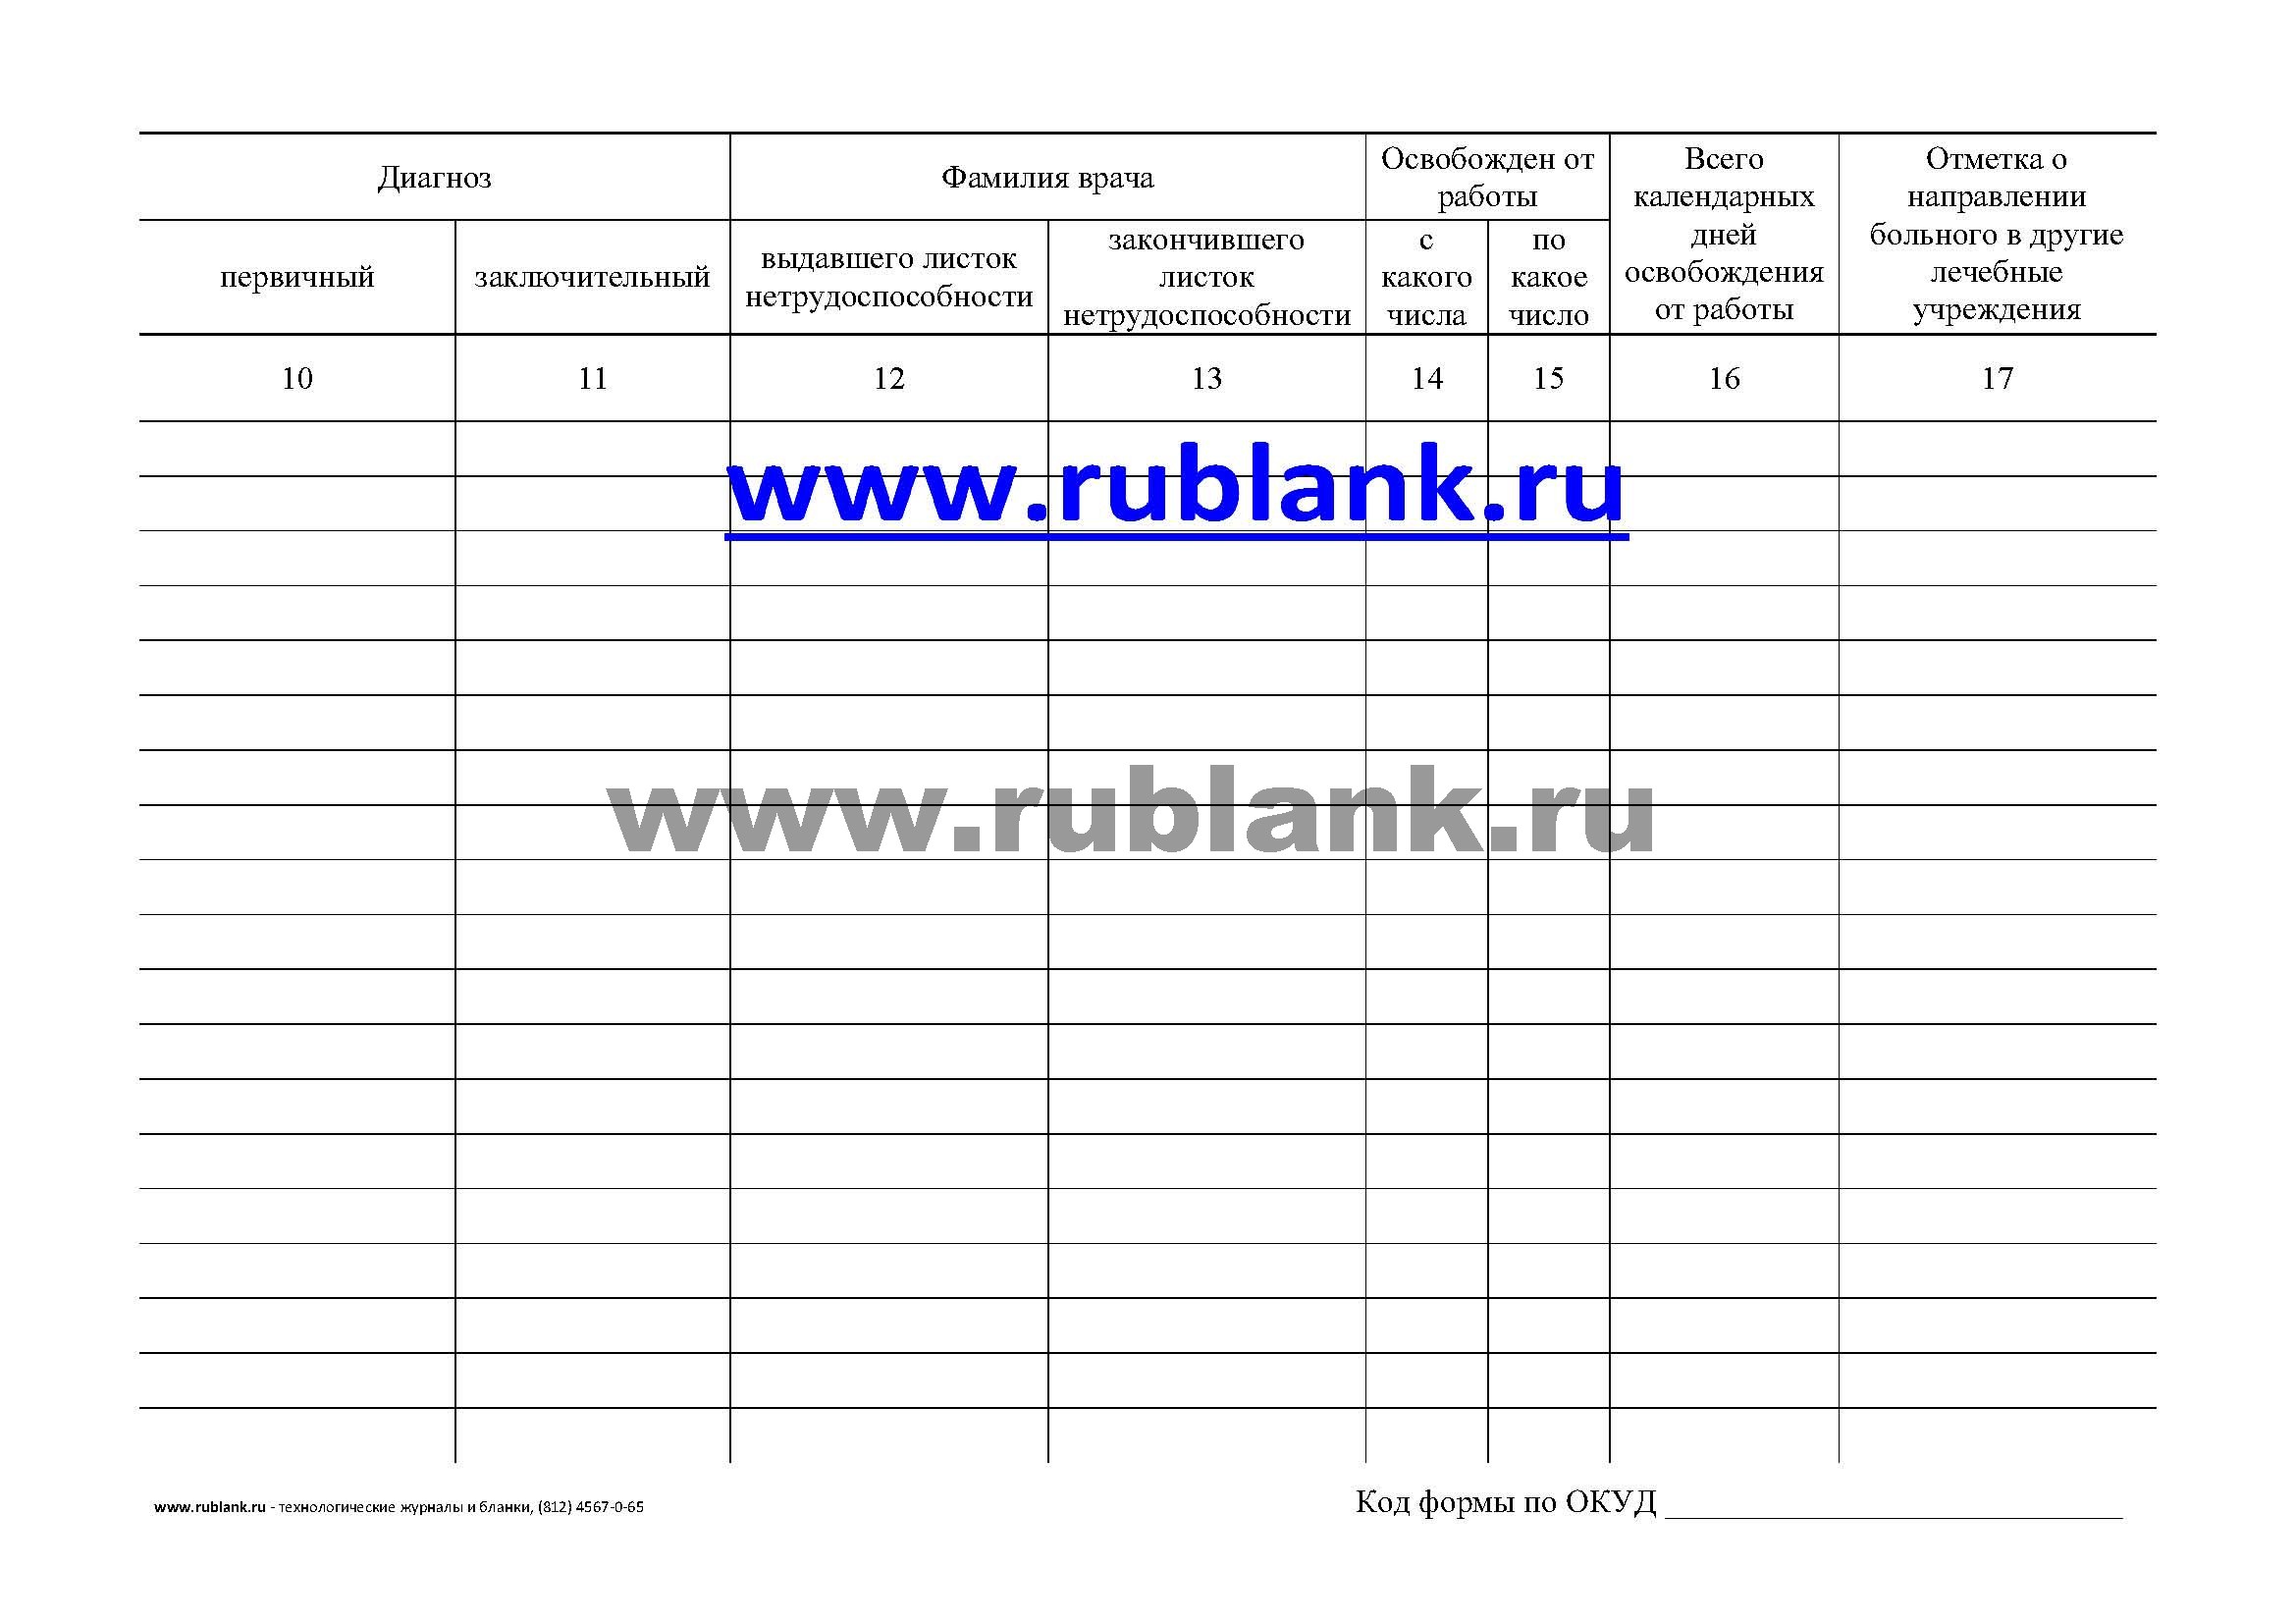 Диагноз
Фамилия врача
Освобожден от
работы
Всего
календарных
дней
освобождения
от работы
Отметка о
направлении
больного в другие
лечебные
учреждения
первичный
заключительный
выдавшего листок
нетрудоспособности
закончившего
листок
нетрудоспособности
с
какого
числа
по
какое
число
10 11 12 13 14 15 16 17
www.rublank.ru
www.rublank.ru
www.rublank.ru - технологические журналы и бланки, (812) 4567-0-65
Код формы по ОКУД ____________________________